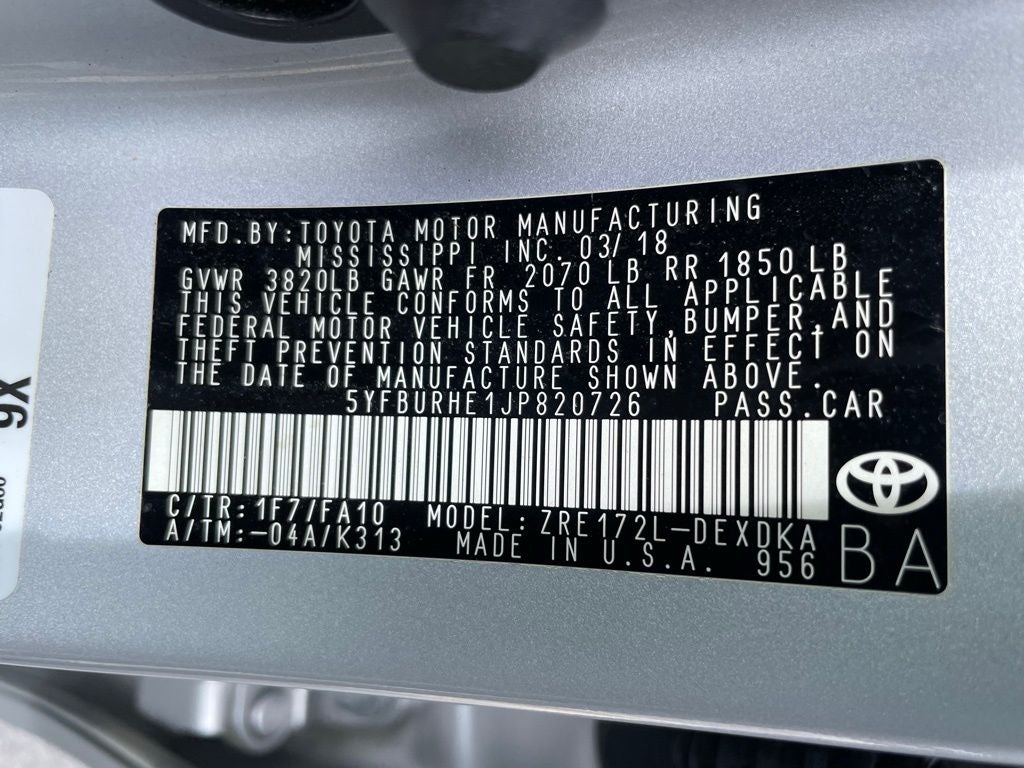 MFD.BY:TOYOTA MOTOR MANUFACTURING
MISSISSIPPI INC. 03/18
GVWR 3820LB GAWR FR 2070 LB RR 1850LB
THIS VEHICLE CONFORMS TO ALL APPLICABLE
FEDERAL MOTOR VEHICLE SAFETY,BUMPER,AND
THEFT PREVENTION STANDARDS IN EFFECT ON
THE DATE OF MANUFACTURE SHOWN ABOVE.
5YFBURHE1JP820726 PASS.CAR
C/TR:1F7/FA10 MODEL:ZRE172L-DEXDKA
A/TM:-04A/K313 MADE IN U.S.A. 956
BA
9X